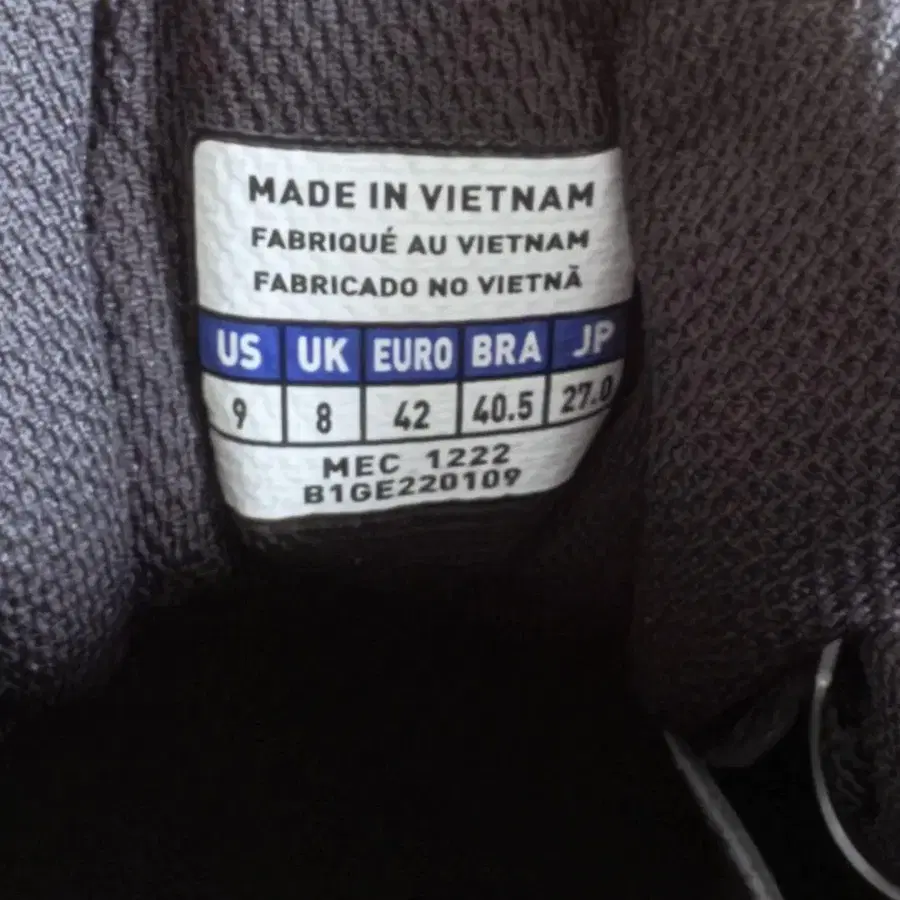 MADE IN VIETNAM
FABRIQUÉ AU VIETNAM
FABRICADO NO VIETNÃ
US UK EURO BRA JP
9 8 42 40.5 27.0
MEC 1222
B1GE220109